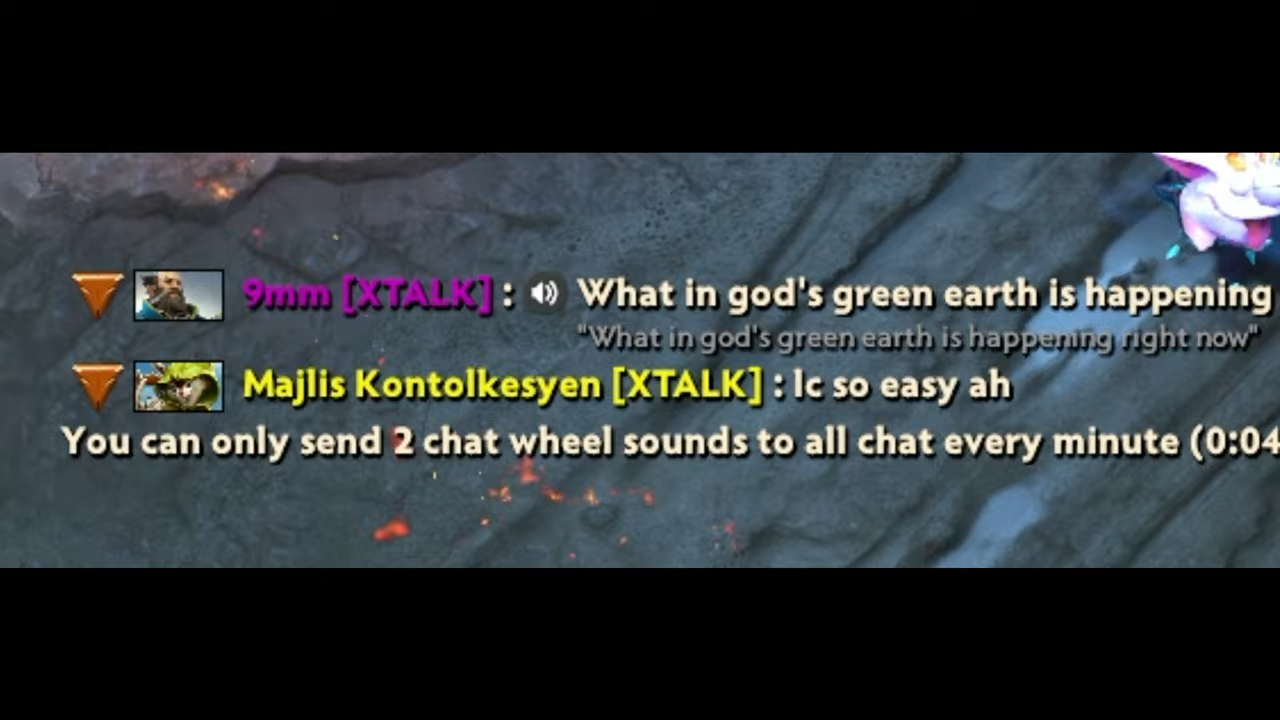 9mm [XTALK] : What in god's green earth is happening
"What in god's green earth is happening right now"
Majlis Kontolkesyen [XTALK] : lc so easy ah
You can only send 2 chat wheel sounds to all chat every minute (0:04